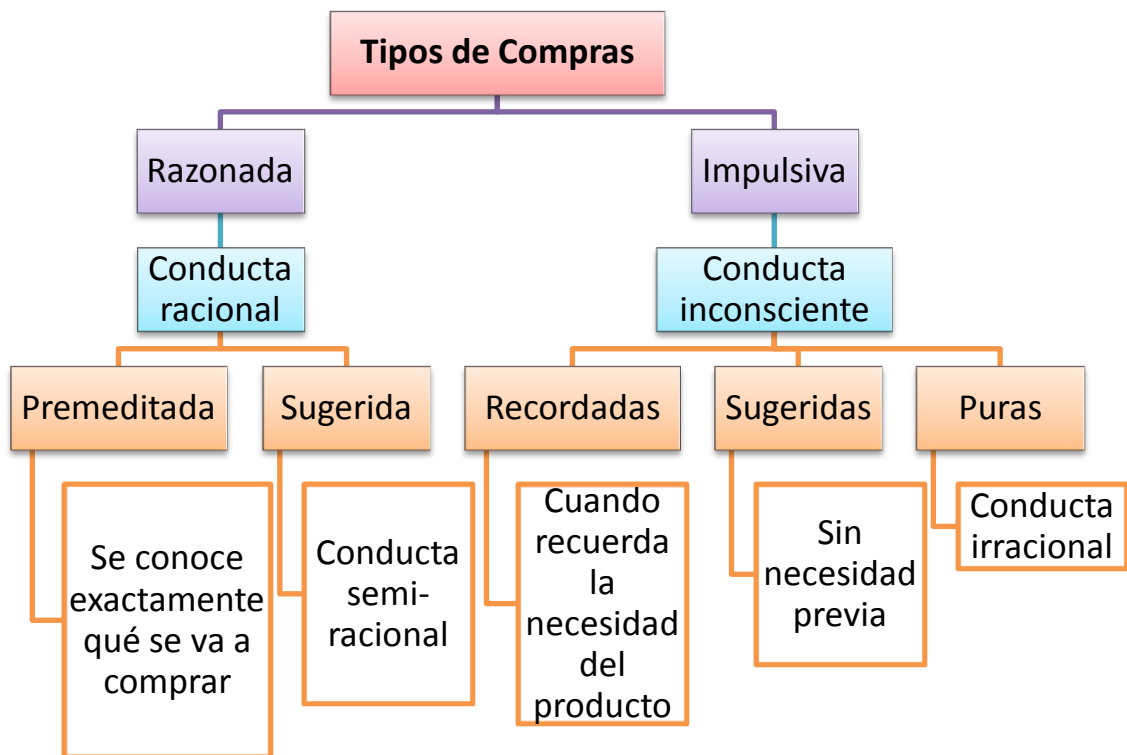 Tipos de Compras
Razonada
Impulsiva
Conducta
racional
Conducta
inconsciente
Premeditada
Sugerida
Recordadas
Sugeridas
Puras
Se conoce
exactamente
qué se va a
comprar
Conducta
semi-
racional
Cuando
recuerda
la
necesidad
del
producto
Sin
necesidad
previa
Conducta
irracional